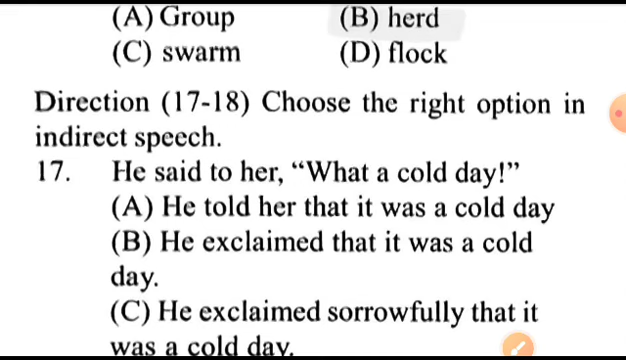 (A) Group (B) herd
(C) swarm (D) flock
Direction (17-18) Choose the right option in
indirect speech.
17. He said to her, “What a cold day!”
(A) He told her that it was a cold day
(B) He exclaimed that it was a cold
day.
(C) He exclaimed sorrowfully that it
was a cold day.